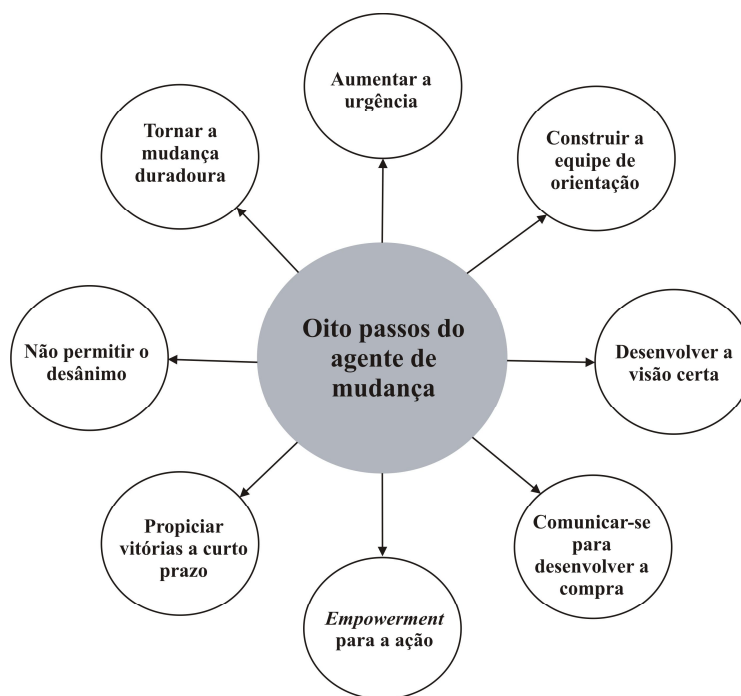 Oito passos do
agente de
mudança
Aumentar a
urgência
Construir a
equipe de
orientação
Desenvolver a
visão certa
Comunicar-se
para
desenvolver a
compra
Empowerment
para a ação
Propiciar
vitórias a curto
prazo
Não permitir o
desânimo
Tornar a
mudança
duradoura